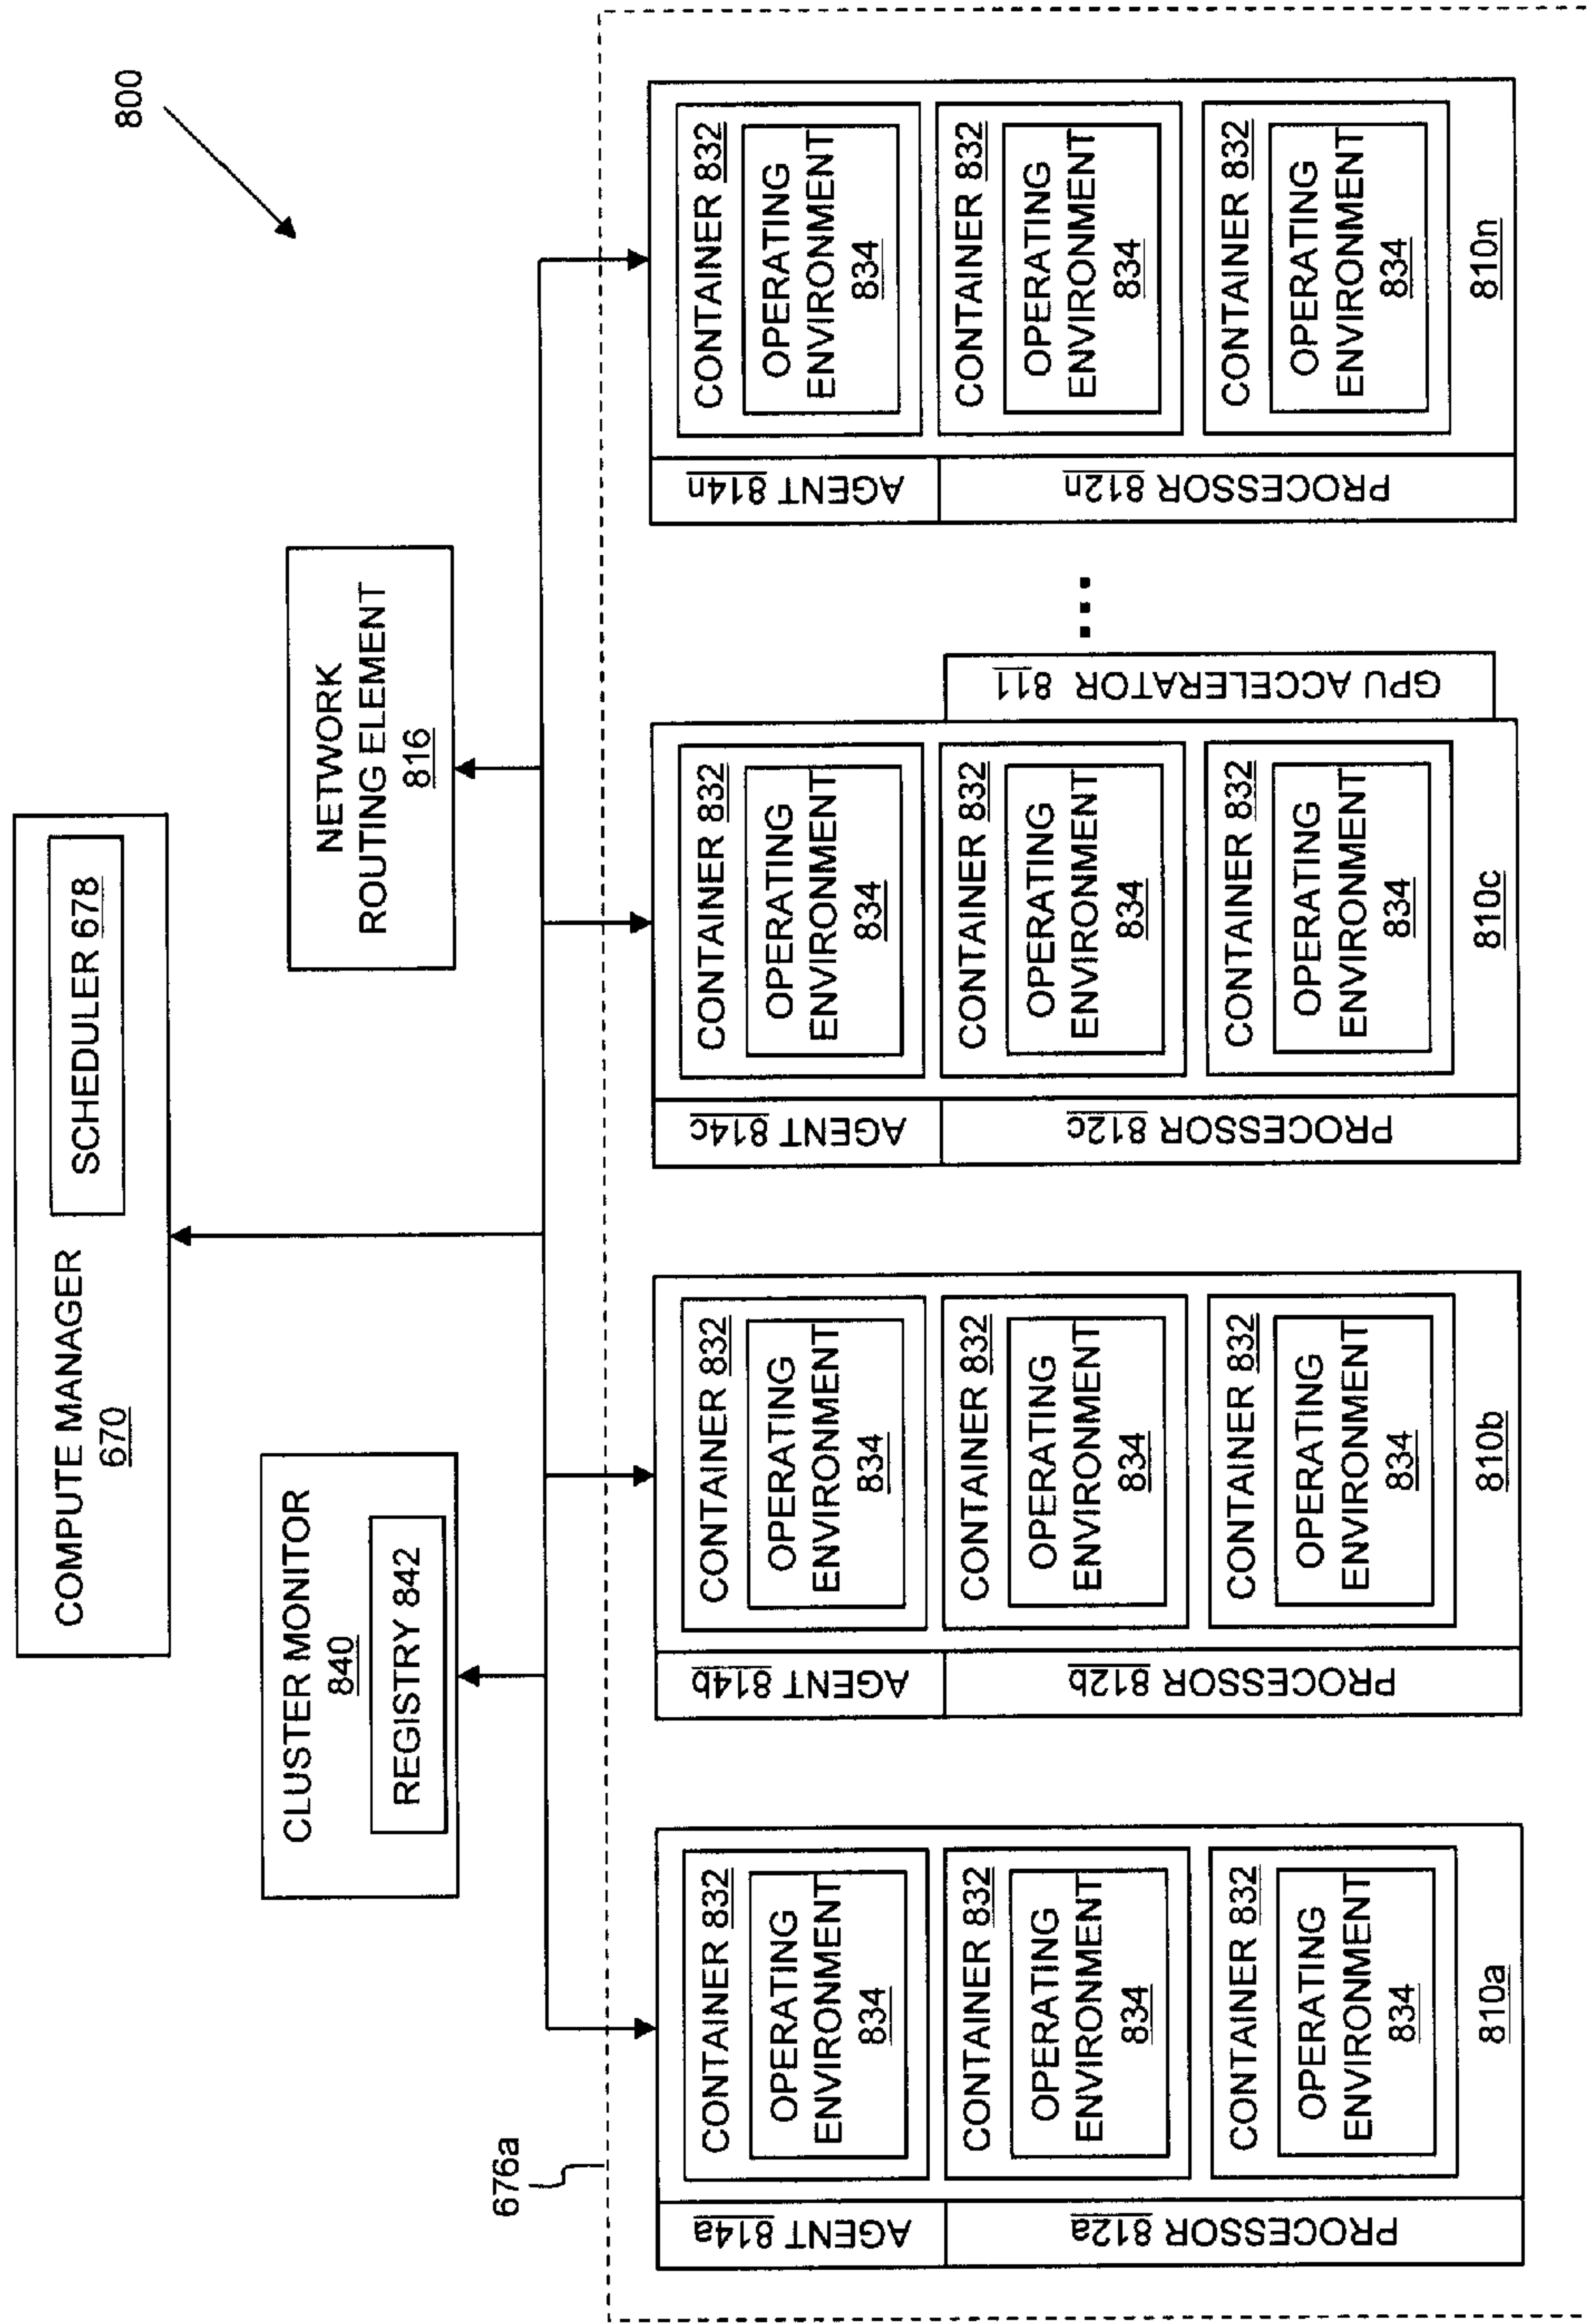 800
COMPUTE MANAGER
670
SCHEDULER 678
CLUSTER MONITOR
840
REGISTRY 842
NETWORK
ROUTING ELEMENT
816
676a
AGENT 814a
PROCESSOR 812a
CONTAINER 832
OPERATING
ENVIRONMENT
834
CONTAINER 832
OPERATING
ENVIRONMENT
834
CONTAINER 832
OPERATING
ENVIRONMENT
834
810a
AGENT 814b
PROCESSOR 812b
CONTAINER 832
OPERATING
ENVIRONMENT
834
CONTAINER 832
OPERATING
ENVIRONMENT
834
CONTAINER 832
OPERATING
ENVIRONMENT
834
810b
AGENT 814c
PROCESSOR 812c
CONTAINER 832
OPERATING
ENVIRONMENT
834
CONTAINER 832
OPERATING
ENVIRONMENT
834
CONTAINER 832
OPERATING
ENVIRONMENT
834
810c
GPU ACCELERATOR 811
...
AGENT 814n
PROCESSOR 812n
CONTAINER 832
OPERATING
ENVIRONMENT
834
CONTAINER 832
OPERATING
ENVIRONMENT
834
CONTAINER 832
OPERATING
ENVIRONMENT
834
810n